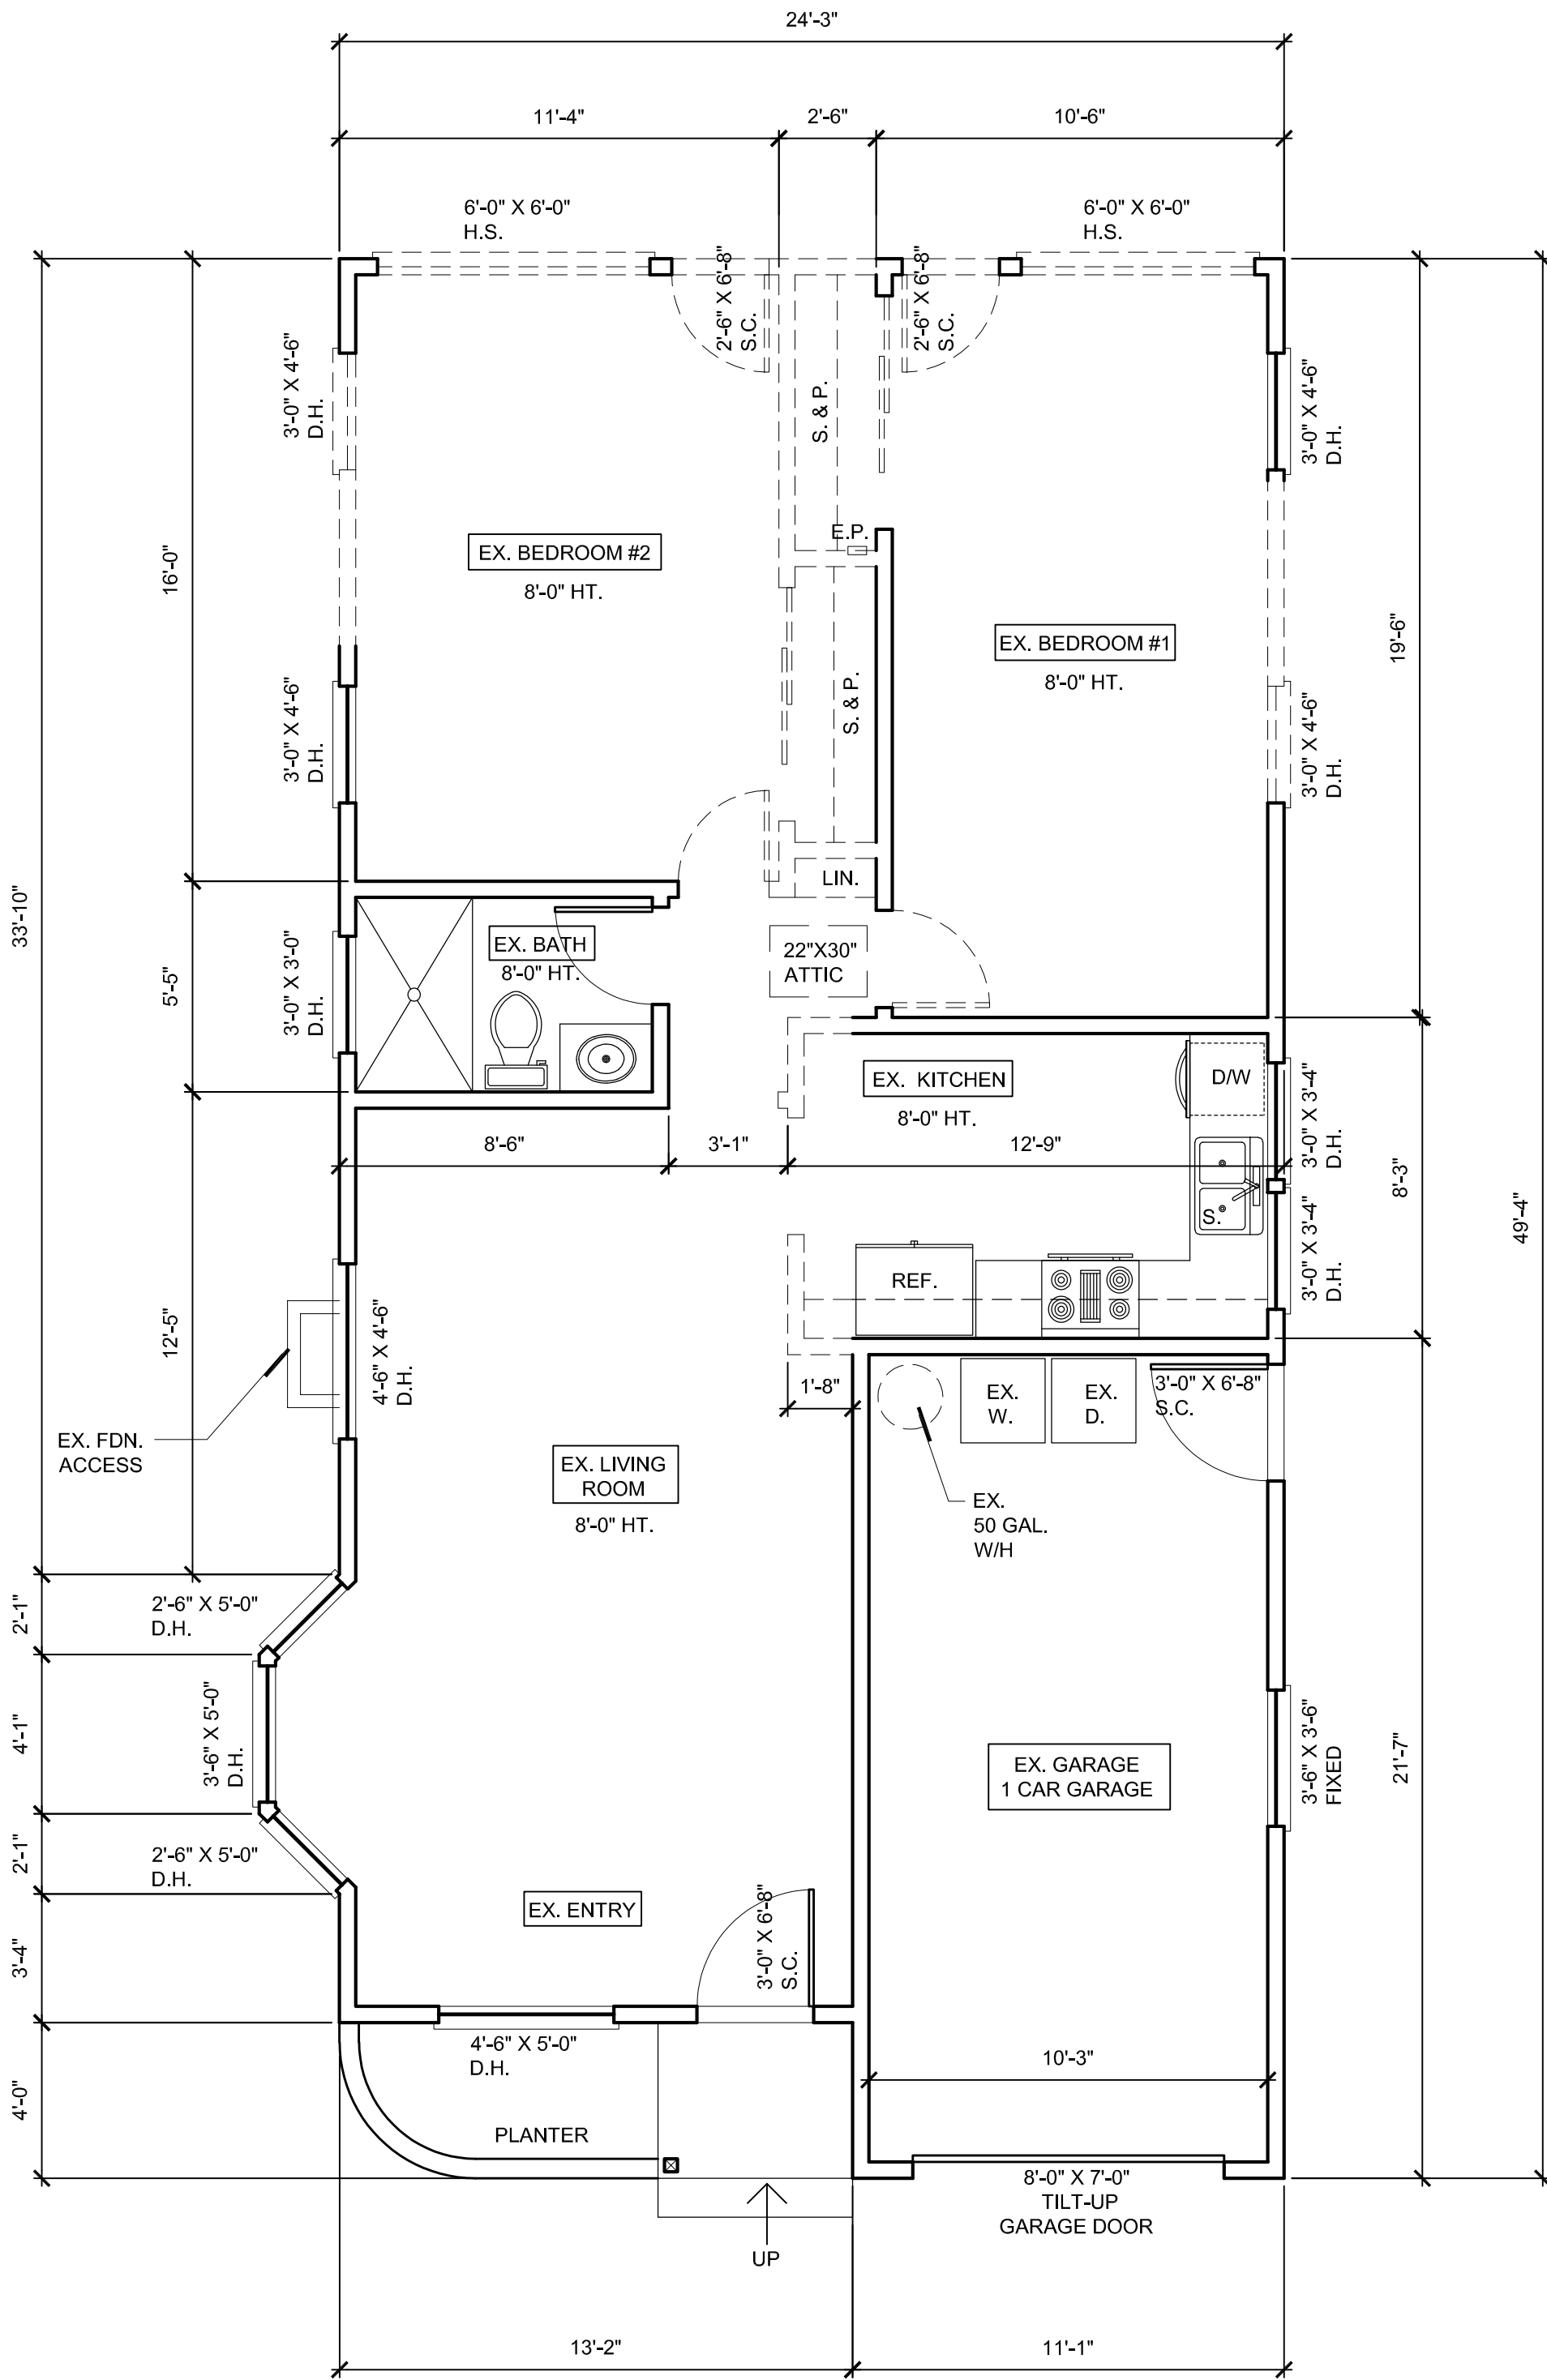 24'-3"
11'-4"
2'-6"
10'-6"
6'-0" X 6'-0"
H.S.
6'-0" X 6'-0"
H.S.
2'-6" X 6'-8"
S.C.
2'-6" X 6'-8"
S.C.
3'-0" X 4'-6"
D.H.
3'-0" X 4'-6"
D.H.
S. & P.
E.P.
EX. BEDROOM #2
8'-0" HT.
16'-0"
EX. BEDROOM #1
8'-0" HT.
19'-6"
S. & P.
3'-0" X 4'-6"
D.H.
3'-0" X 4'-6"
D.H.
33'-10"
LIN.
EX. BATH
8'-0" HT.
22"X30"
ATTIC
5'-5"
3'-0" X 3'-0"
D.H.
EX. KITCHEN
8'-0" HT.
D/W
3'-0" X 3'-4"
D.H.
8'-6"
3'-1"
12'-9"
8'-3"
49'-4"
S.
3'-0" X 3'-4"
D.H.
REF.
12'-5"
4'-6" X 4'-6"
D.H.
1'-8"
EX.
W.
EX.
D.
3'-0" X 6'-8"
S.C.
EX. FDN.
ACCESS
EX. LIVING
ROOM
8'-0" HT.
EX.
50 GAL.
W/H
2'-1"
2'-6" X 5'-0"
D.H.
4'-1"
3'-6" X 5'-0"
D.H.
EX. GARAGE
1 CAR GARAGE
3'-6" X 3'-6"
FIXED
21'-7"
2'-1"
2'-6" X 5'-0"
D.H.
EX. ENTRY
3'-0" X 6'-8"
S.C.
3'-4"
4'-6" X 5'-0"
D.H.
10'-3"
4'-0"
PLANTER
8'-0" X 7'-0"
TILT-UP
GARAGE DOOR
UP
13'-2"
11'-1"